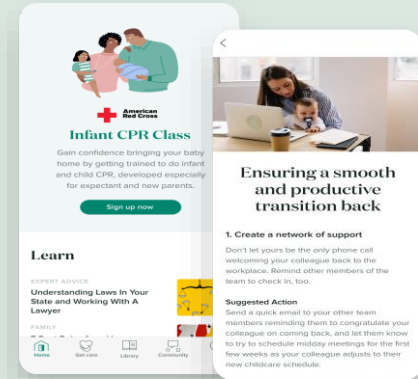 American
Red Cross
Infant CPR Class
Gain confidence bringing your baby
home by getting trained to do infant
and child CPR, developed especially
for expectant and new parents.
Sign up now
Learn
EXPERT ADVICE
Understanding Laws In Your
State and Working With A
Lawyer
FAMILY
Home
Get care
Library
Community
Ensuring a smooth
and productive
transition back
1. Create a network of support
Don't let yours be the only phone call
welcoming your colleague back to the
workplace. Remind other members of the
team to check in, too.
Suggested Action
Send a quick email to your other team
members reminding them to congratulate your
colleague on coming back, and let them know
to try to schedule midday meetings for the first
few weeks as your colleague adjusts to their
new childcare schedule.